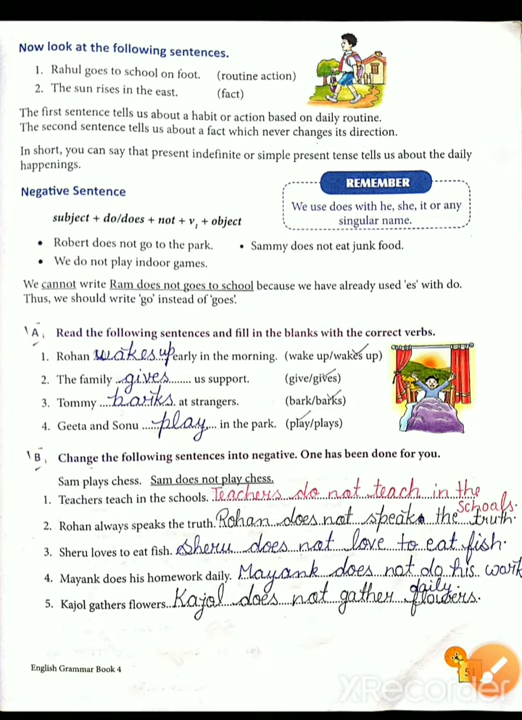 Now look at the following sentences.
1. Rahul goes to school on foot. (routine action)
2. The sun rises in the east. (fact)
The first sentence tells us about a habit or action based on daily routine.
The second sentence tells us about a fact which never changes its direction.
In short, you can say that present indefinite or simple present tense tells us about the daily
happenings.
Negative Sentence
REMEMBER
We use does with he, she, it or any
singular name.
subject + do/does + not + v₁ + object
• Robert does not go to the park. • Sammy does not eat junk food.
• We do not play indoor games.
We cannot write Ram does not goes to school because we have already used 'es' with do.
Thus, we should write 'go' instead of 'goes'.
A. Read the following sentences and fill in the blanks with the correct verbs.
1. Rohan wakes up early in the morning. (wake up/wakes up)
2. The family ..gives........ us support. (give/gives)
3. Tommy ....barks.. at strangers. (bark/barks)
4. Geeta and Sonu ....play.... in the park. (play/plays)
B. Change the following sentences into negative. One has been done for you.
Sam plays chess. Sam does not play chess.
1. Teachers teach in the schools. Teachers do not teach in the
schools.
2. Rohan always speaks the truth. Rohan does not speak the truth.
3. Sheru loves to eat fish. Sheru does not love to eat fish.
4. Mayank does his homework daily. Mayank does not do his work
daily.
5. Kajol gathers flowers. Kajol does not gather flowers.
English Grammar Book 4
51
XRecorder